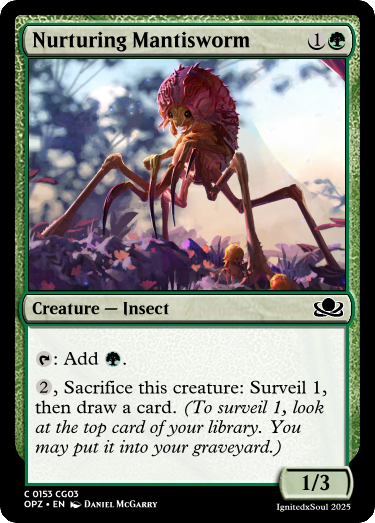 Nurturing Mantisworm 1
Creature — Insect
: Add .
2, Sacrifice this creature: Surveil 1,
then draw a card. (To surveil 1, look
at the top card of your library. You
may put it into your graveyard.)
1/3
C 0153 CG03
OPZ • EN Daniel McGarry
IgnitedxSoul 2025